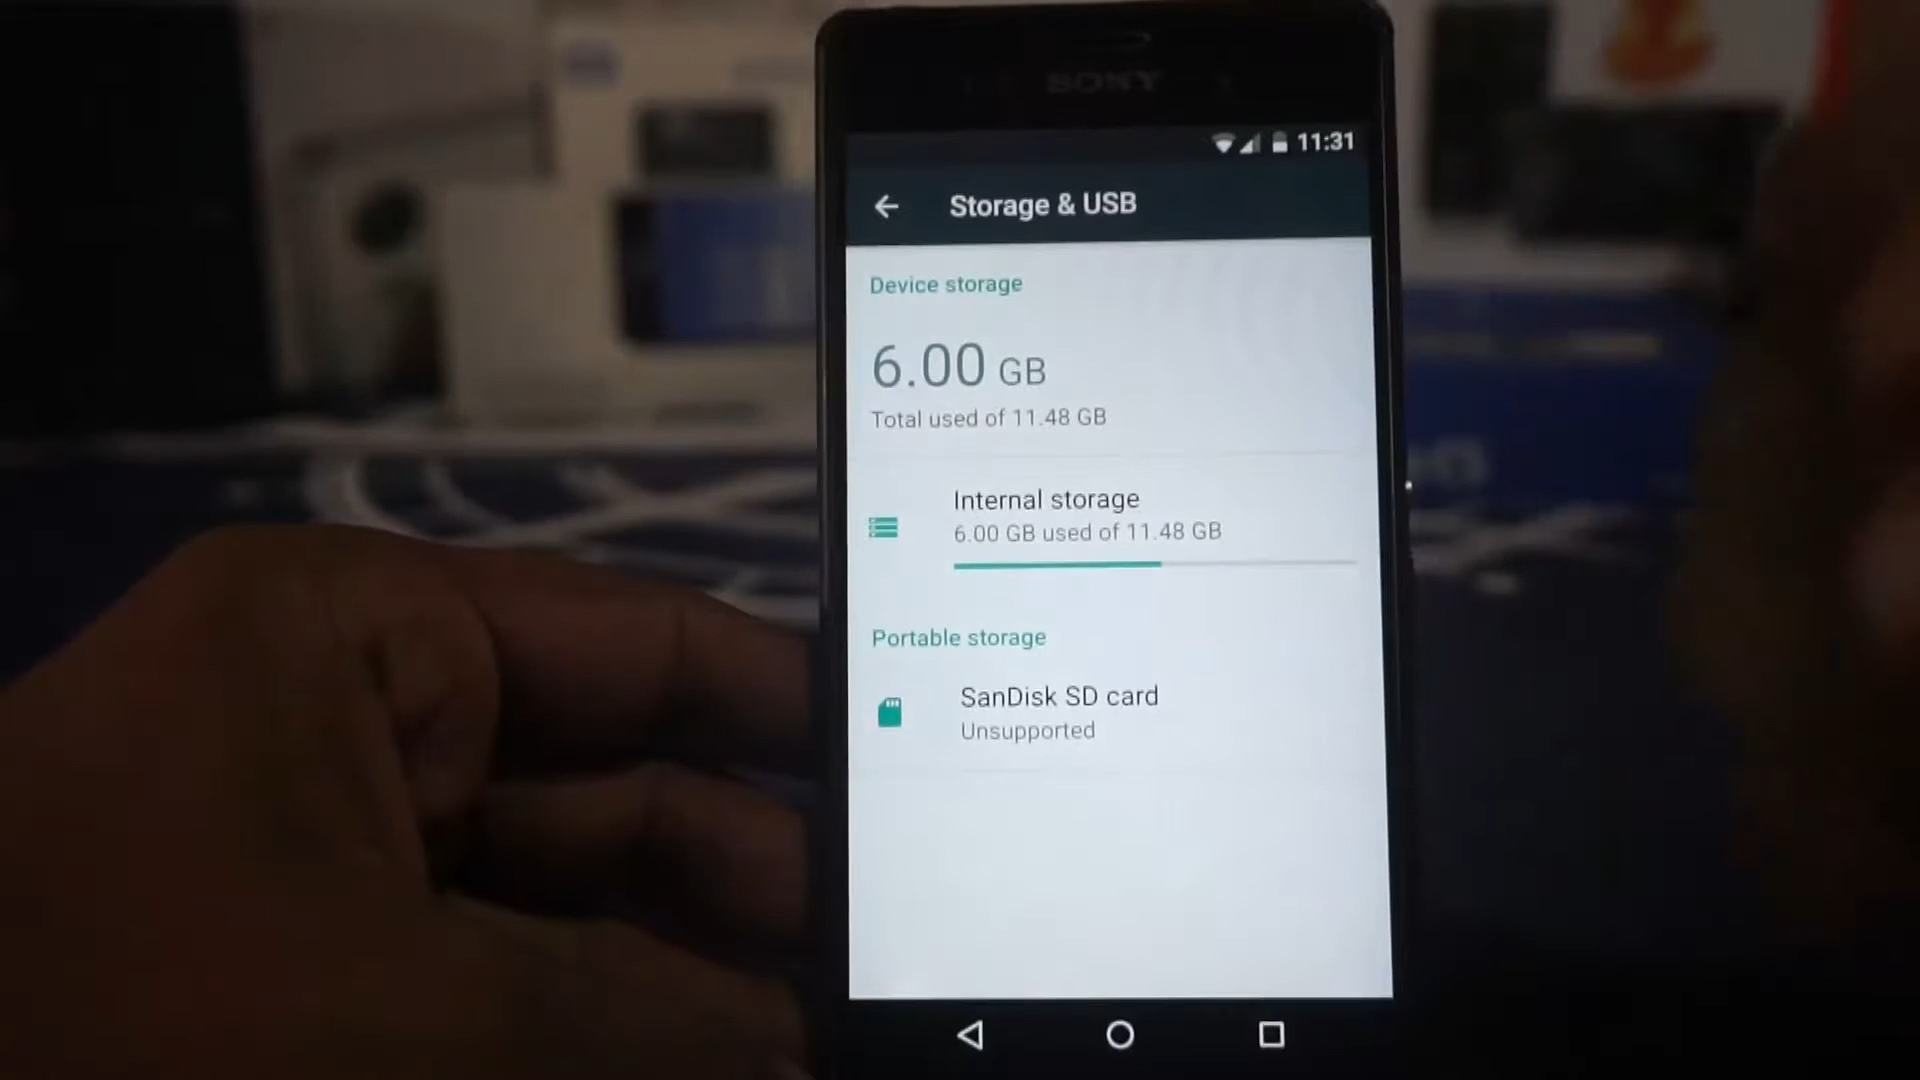 SONY
11:31
Storage & USB
Device storage
6.00 GB
Total used of 11.48 GB
Internal storage
6.00 GB used of 11.48 GB
Portable storage
SanDisk SD card
Unsupported